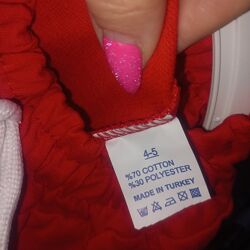 4-5
%70 COTTON
%30 POLYESTER
MADE IN TURKEY